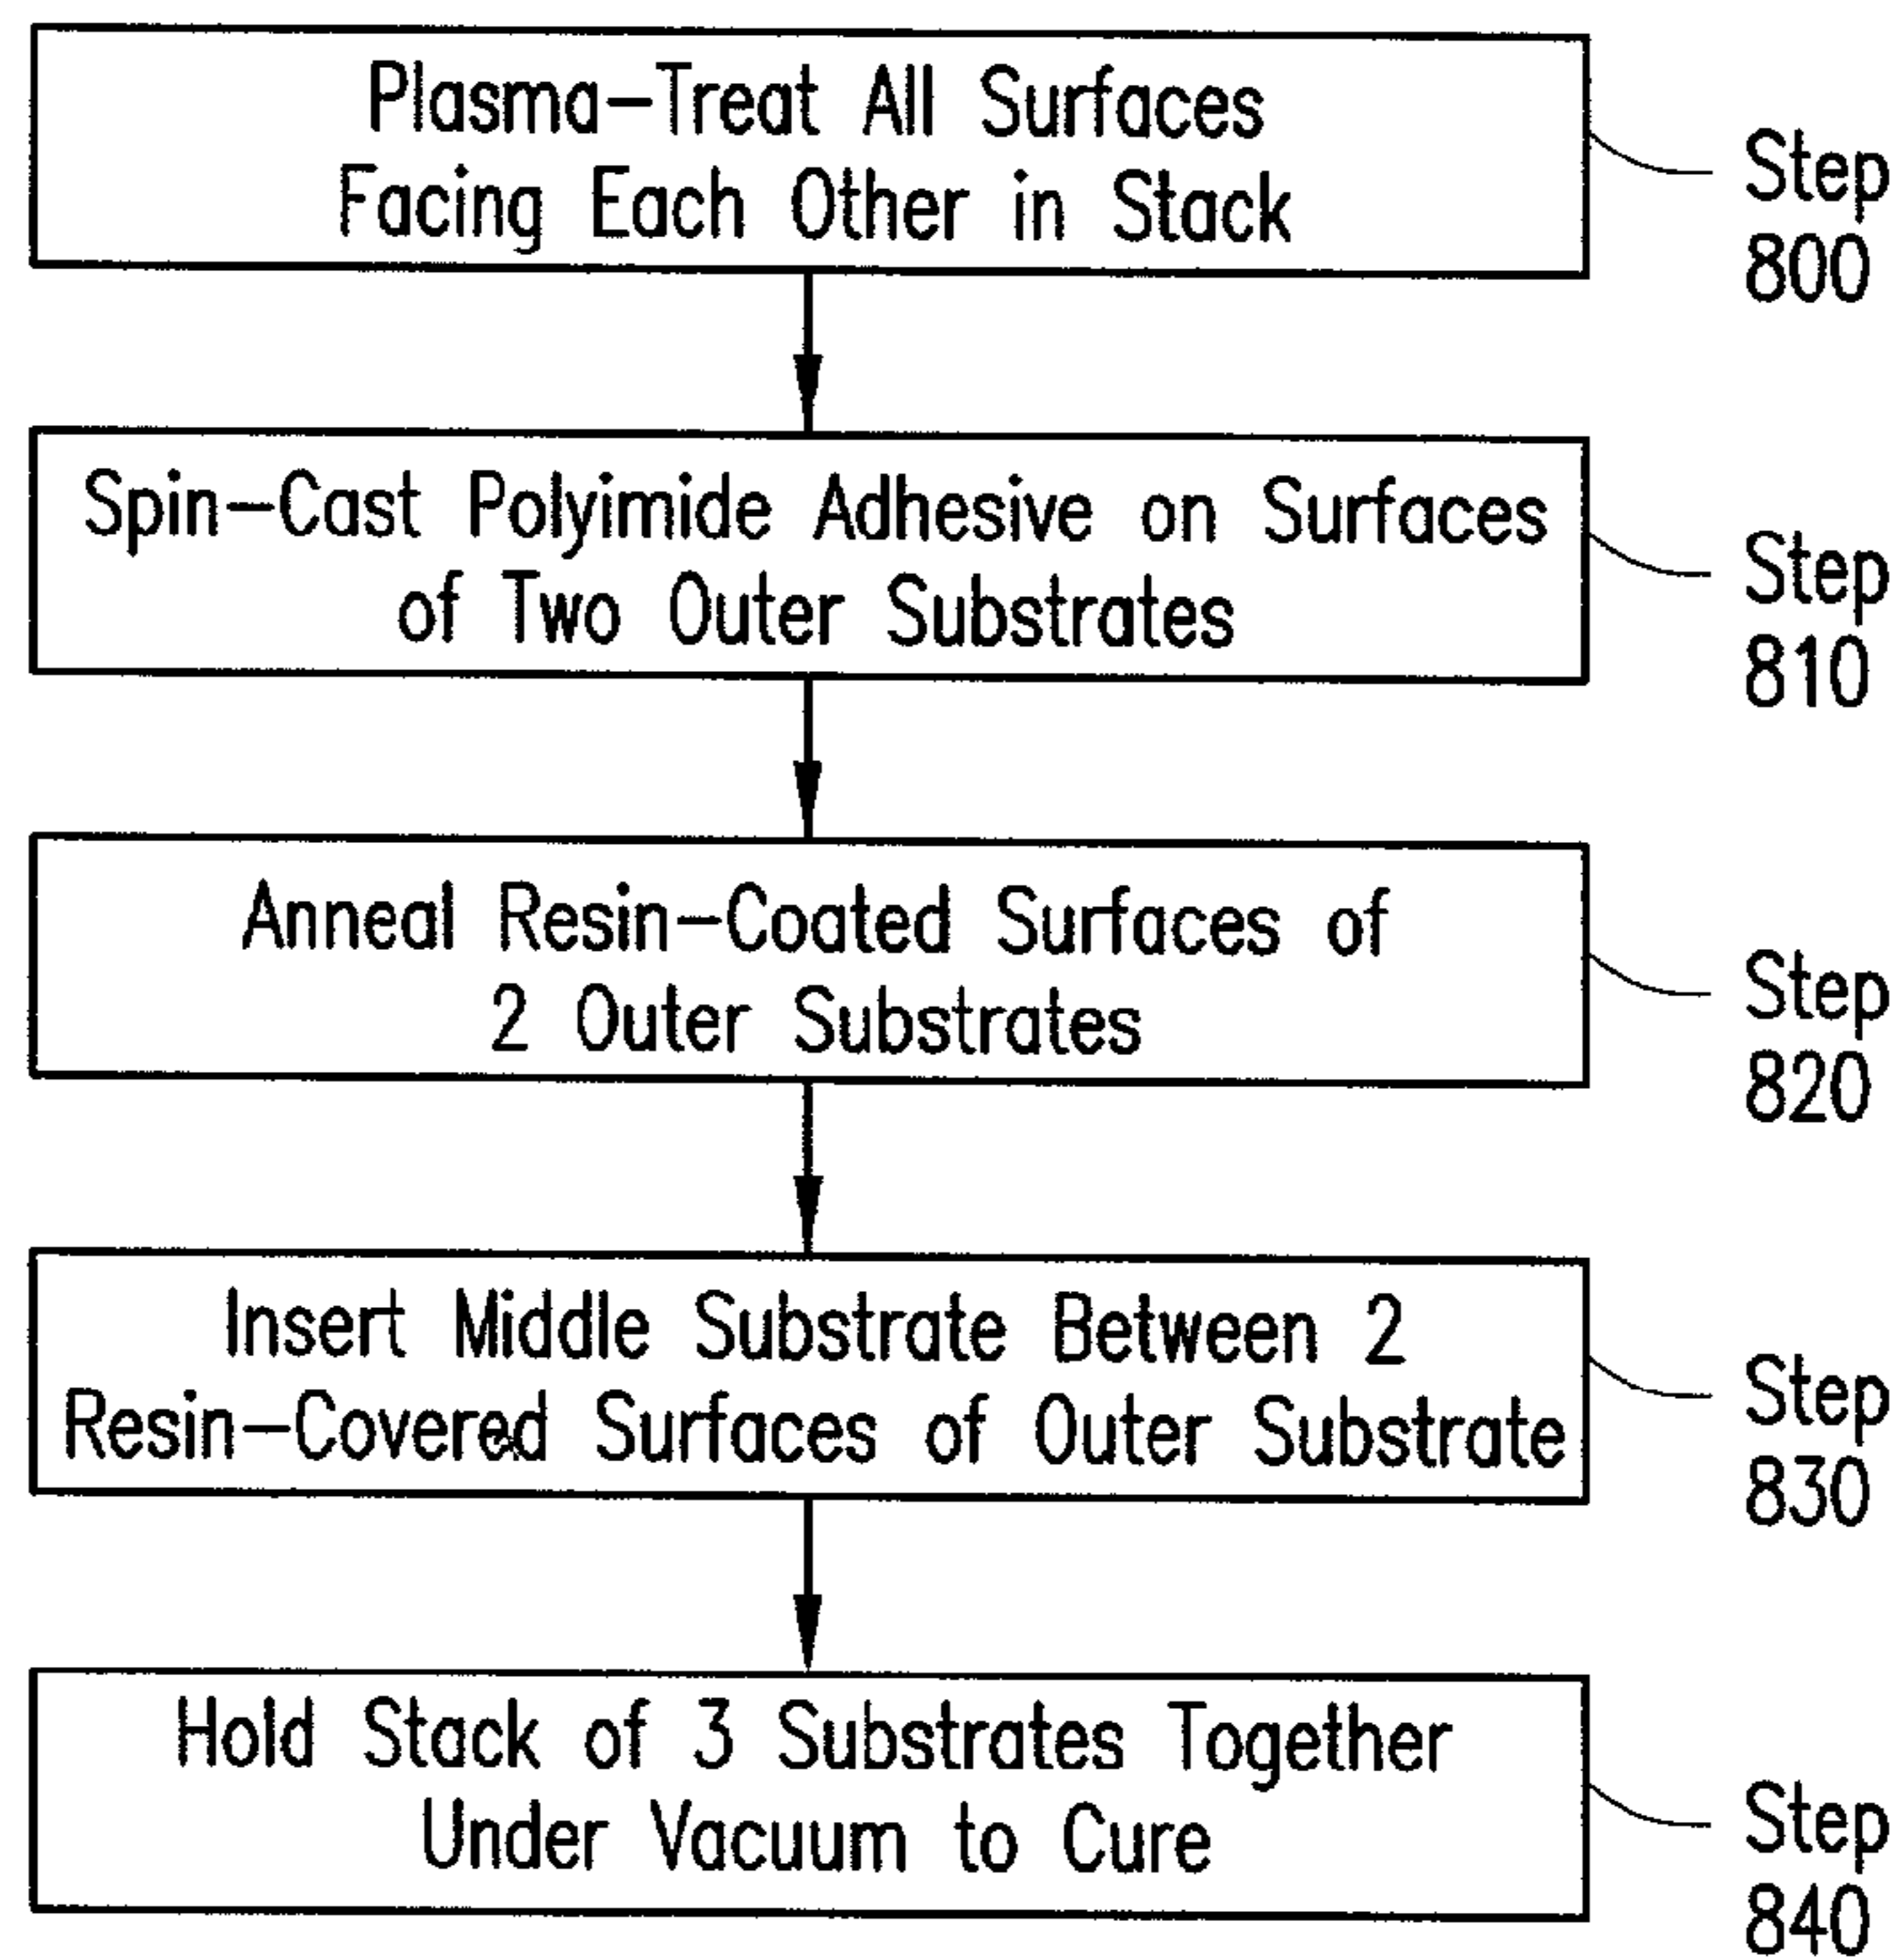 Plasma-Treat All Surfaces
Facing Each Other in Stack
Step
800
Spin-Cast Polyimide Adhesive on Surfaces
of Two Outer Substrates
Step
810
Anneal Resin-Coated Surfaces of
2 Outer Substrates
Step
820
Insert Middle Substrate Between 2
Resin-Covered Surfaces of Outer Substrate
Step
830
Hold Stack of 3 Substrates Together
Under Vacuum to Cure
Step
840